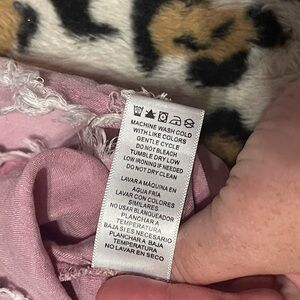 MACHINE WASH COLD
WITH LIKE COLORS
GENTLE CYCLE
DO NOT BLEACH
TUMBLE DRY LOW
LOW IRONING IF NEEDED
DO NOT DRY CLEAN
LAVAR A MÁQUINA EN
AGUA FRÍA
LAVAR CON COLORES
SIMILARES
NO USAR BLANQUEADOR
PLANCHAR A
TEMPERATURA
BAJA SI ES NECESARIO
PLANCHAR A BAJA
TEMPERATURA
NO LAVAR EN SECO